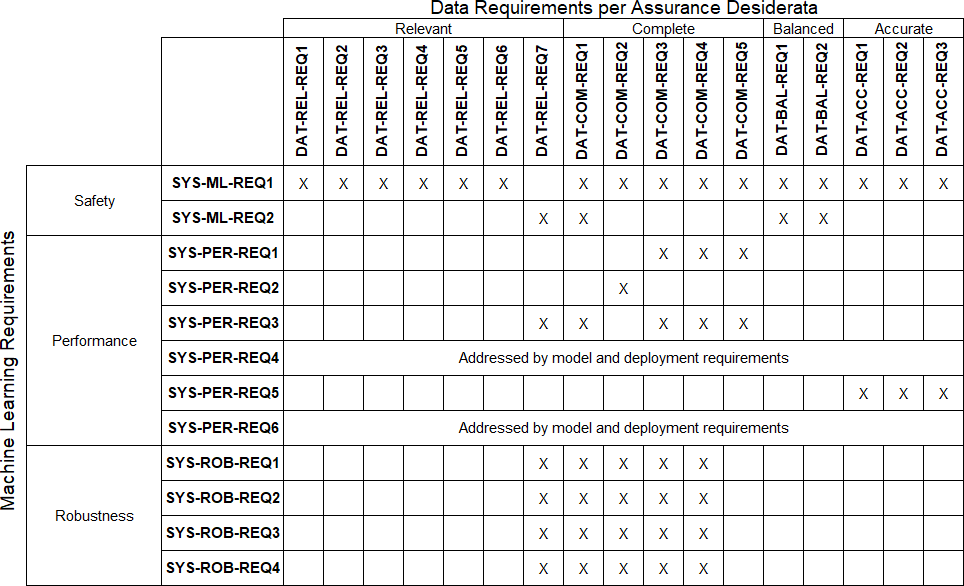 Data Requirements per Assurance Desiderata
Relevant Complete Balanced Accurate
DAT-REL-REQ1 DAT-REL-REQ2 DAT-REL-REQ3 DAT-REL-REQ4 DAT-REL-REQ5 DAT-REL-REQ6 DAT-REL-REQ7 DAT-COM-REQ1 DAT-COM-REQ2 DAT-COM-REQ3 DAT-COM-REQ4 DAT-COM-REQ5 DAT-BAL-REQ1 DAT-BAL-REQ2 DAT-ACC-REQ1 DAT-ACC-REQ2 DAT-ACC-REQ3
Machine Learning Requirements
Safety
SYS-ML-REQ1 X X X X X X X X X X X X X X X X
SYS-ML-REQ2 X X X X
Performance
SYS-PER-REQ1 X X X
SYS-PER-REQ2 X
SYS-PER-REQ3 X X X X X
SYS-PER-REQ4 Addressed by model and deployment requirements
SYS-PER-REQ5 X X X
SYS-PER-REQ6 Addressed by model and deployment requirements
Robustness
SYS-ROB-REQ1 X X X X X
SYS-ROB-REQ2 X X X X X
SYS-ROB-REQ3 X X X X X
SYS-ROB-REQ4 X X X X X